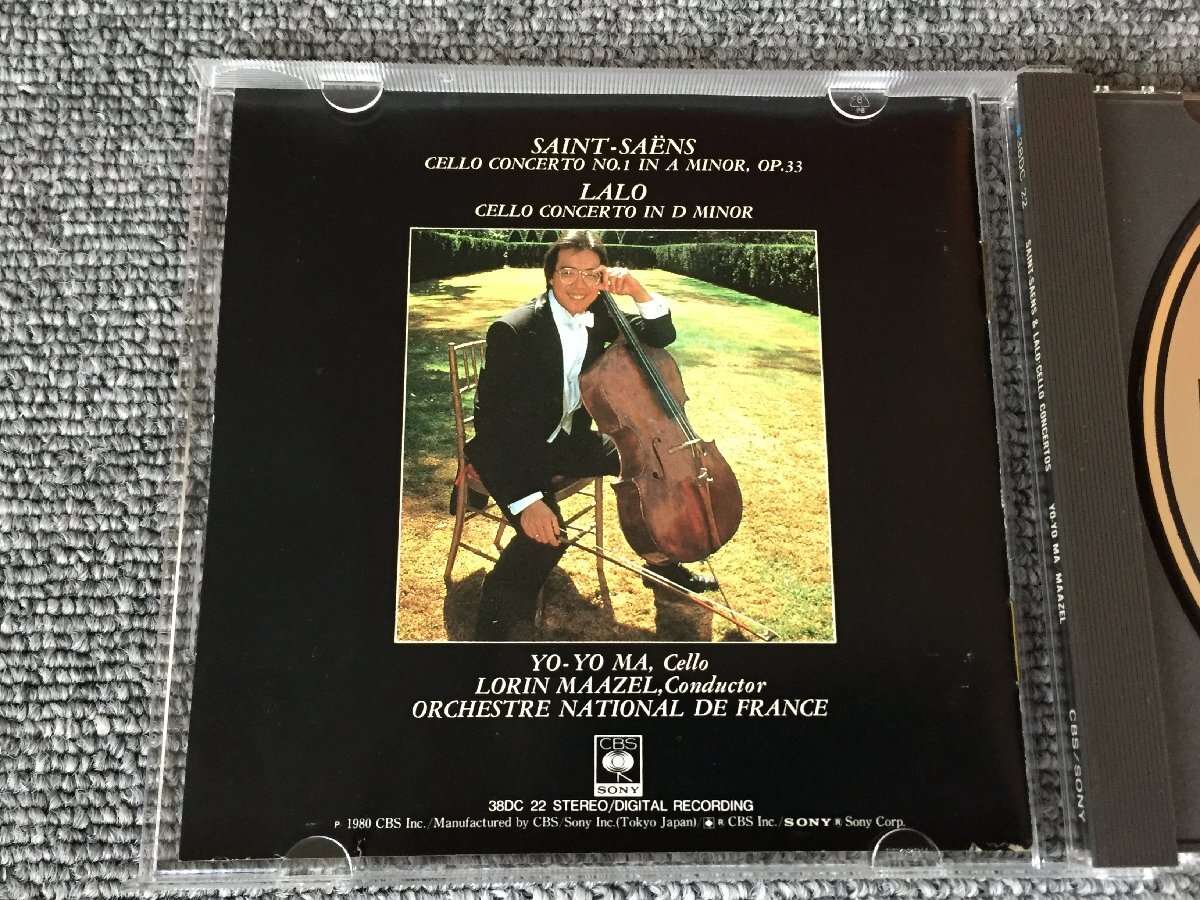 SAINT-SAËNS
CELLO CONCERTO NO.1 IN A MINOR, OP.33
LALO
CELLO CONCERTO IN D MINOR
YO-YO MA, Cello
LORIN MAAZEL,Conductor
ORCHESTRE NATIONAL DE FRANCE
CBS
SONY
38DC 22 STEREO/DIGITAL RECORDING
℗ 1980 CBS Inc./Manufactured by CBS/Sony Inc.(Tokyo Japan)/ ® CBS Inc./SONY ® Sony Corp.
38DC 22 SAINT-SAËNS & LALO:CELLO CONCERTOS YO-YO MA MAAZEL CBS/SONY